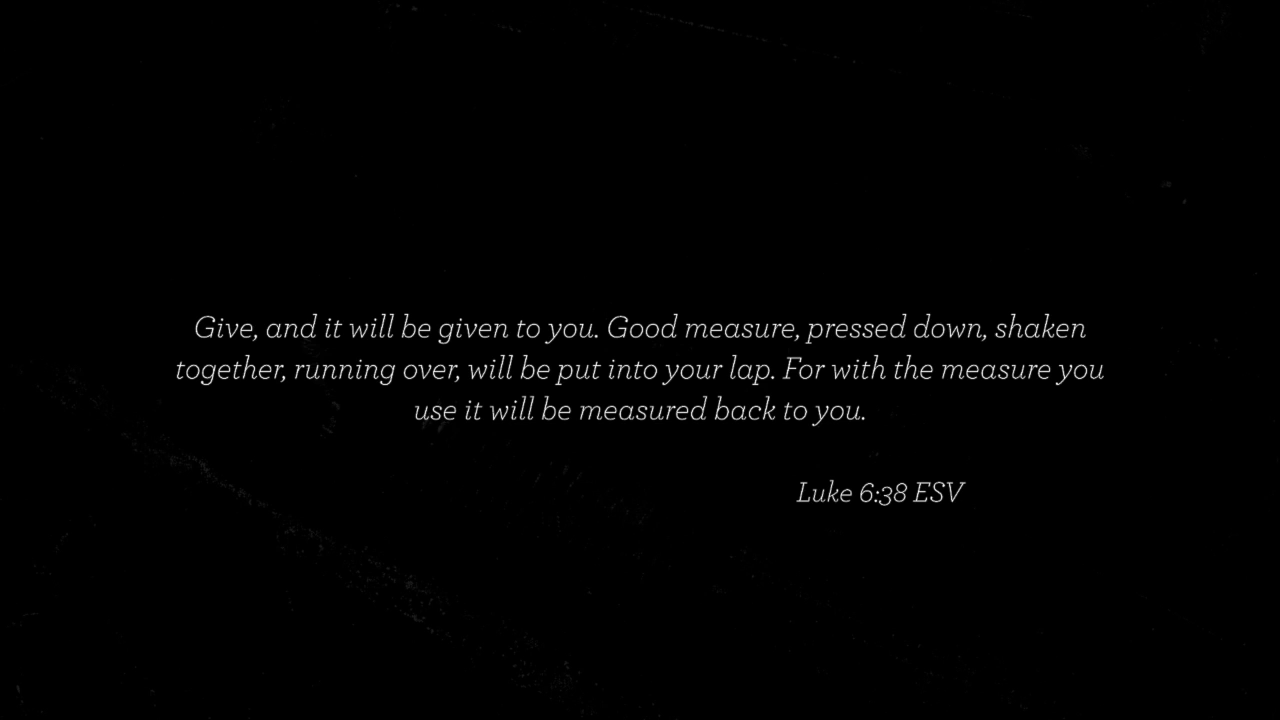 Give, and it will be given to you. Good measure, pressed down, shaken
together, running over, will be put into your lap. For with the measure you
use it will be measured back to you.
Luke 6:38 ESV